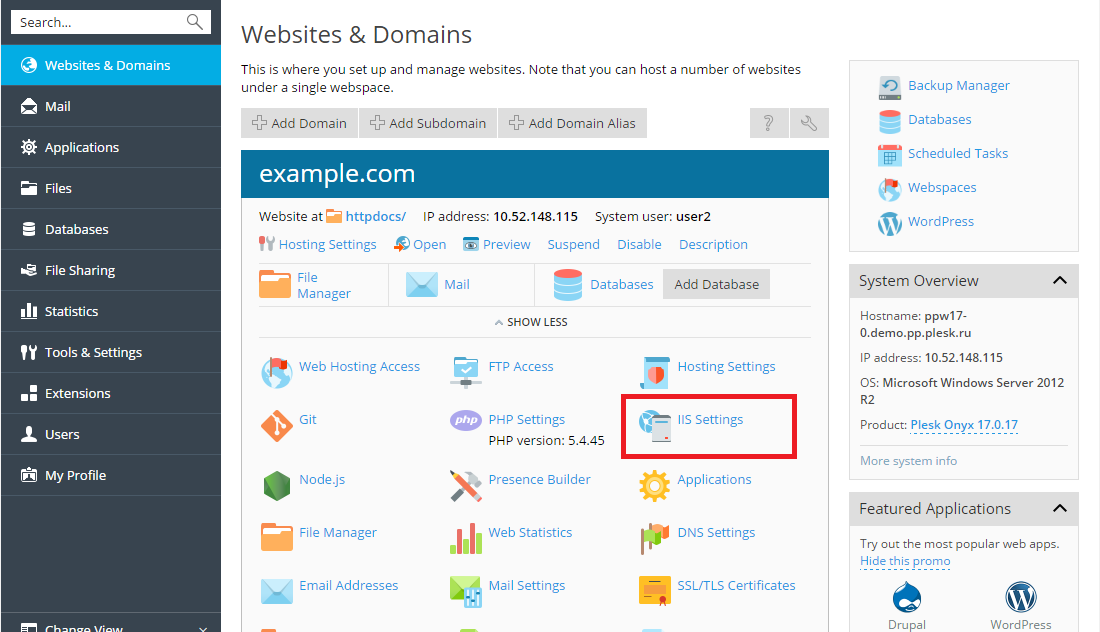 Search...
Websites & Domains
Mail
Applications
Files
Databases
File Sharing
Statistics
Tools & Settings
Extensions
Users
My Profile
Change View
Websites & Domains
This is where you set up and manage websites. Note that you can host a number of websites
under a single webspace.
Add Domain
Add Subdomain
Add Domain Alias
?
example.com
Website at httpdocs/ IP address: 10.52.148.115 System user: user2
Hosting Settings Open Preview Suspend Disable Description
File
Manager
Mail
Databases
Add Database
SHOW LESS
Web Hosting Access
FTP Access
Hosting Settings
Git
php
PHP Settings
PHP version: 5.4.45
IIS Settings
Node.js
Presence Builder
Applications
File Manager
Web Statistics
DNS Settings
Email Addresses
Mail Settings
SSL/TLS Certificates
Backup Manager
Databases
Scheduled Tasks
Webspaces
WordPress
System Overview
Hostname: ppw17-
0.demo.pp.plesk.ru
IP address: 10.52.148.115
OS: Microsoft Windows Server 2012
R2
Product: Plesk Onyx 17.0.17
More system info
Featured Applications
Try out the most popular web apps.
Hide this promo
Drupal
WordPress